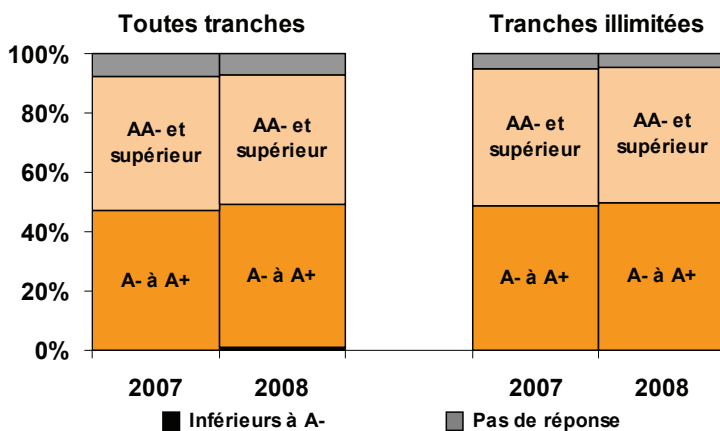 Toutes tranches
Tranches illimitées
100%
80%
60%
40%
20%
0%
AA- et
supérieur
AA- et
supérieur
AA- et
supérieur
AA- et
supérieur
A- à A+
A- à A+
A- à A+
A- à A+
2007
2008
2007
2008
Inférieurs à A-
Pas de réponse